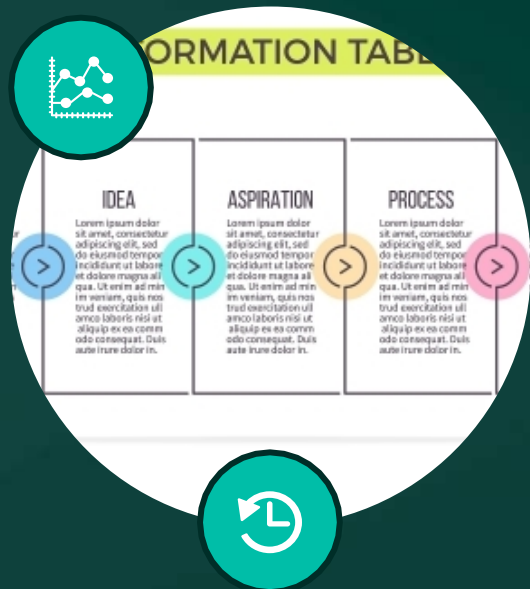 ORMATION TAB
IDEA
Lorem ipsum dolor
sit amet, consectetur
adipiscing elit, sed
do eiusmod tempor
incididunt ut labore
et dolore magna ali
qua. Ut enim ad min
im veniam, quis nos
trud exercitation ull
amco laboris nisi ut
aliquip ex ea comm
odo consequat. Duis
aute irure dolor in.
ASPIRATION
Lorem ipsum dolor
sit amet, consectetur
adipiscing elit, sed
do eiusmod tempor
incididunt ut labore
et dolore magna ali
qua. Ut enim ad min
im veniam, quis nos
trud exercitation ull
amco laboris nisi ut
aliquip ex ea comm
odo consequat. Duis
aute irure dolor in.
PROCESS
Lorem ipsum dolor
sit amet, consectetur
adipiscing elit, sed
do eiusmod tempor
incididunt ut labore
et dolore magna ali
qua. Ut enim ad min
im veniam, quis nos
trud exercitation ull
amco laboris nisi ut
aliquip ex ea comm
odo consequat. Duis
aute irure dolor in.